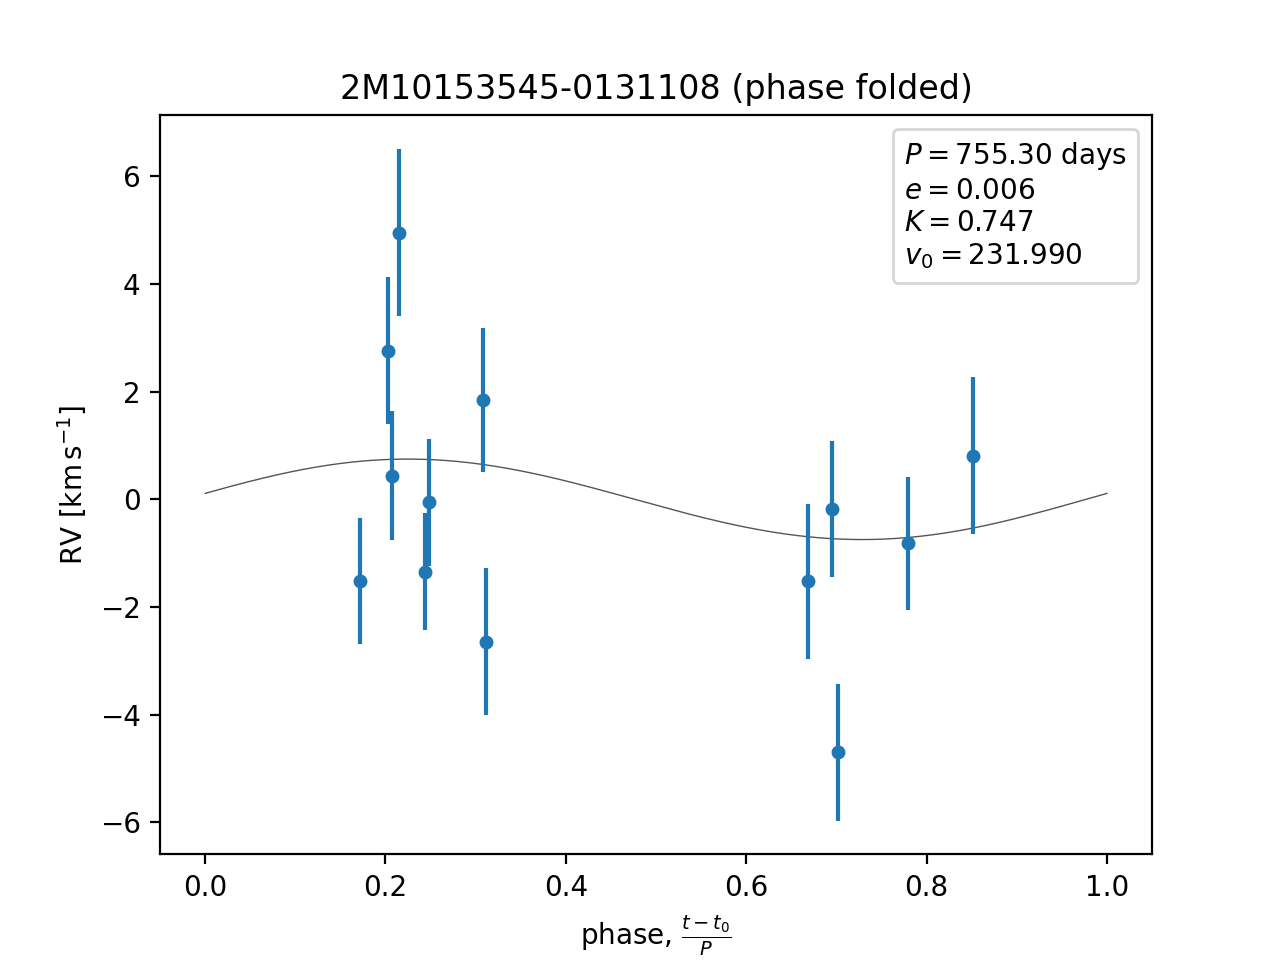 2M10153545-0131108 (phase folded)
P = 755.30 days
e = 0.006
K = 0.747
v₀ = 231.990
RV [km s⁻¹]
6
4
2
0
−2
−4
−6
0.0 0.2 0.4 0.6 0.8 1.0
phase, (t − t₀)/P